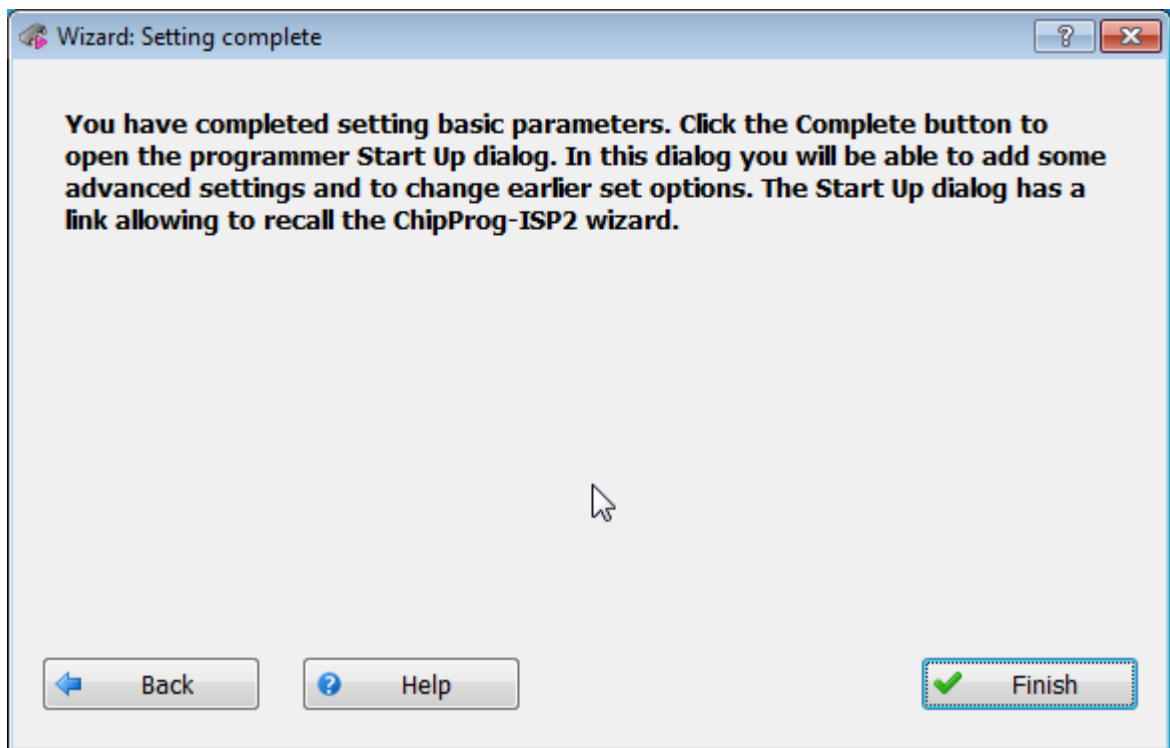 Wizard: Setting complete
You have completed setting basic parameters. Click the Complete button to
open the programmer Start Up dialog. In this dialog you will be able to add some
advanced settings and to change earlier set options. The Start Up dialog has a
link allowing to recall the ChipProg-ISP2 wizard.
Back
Help
Finish